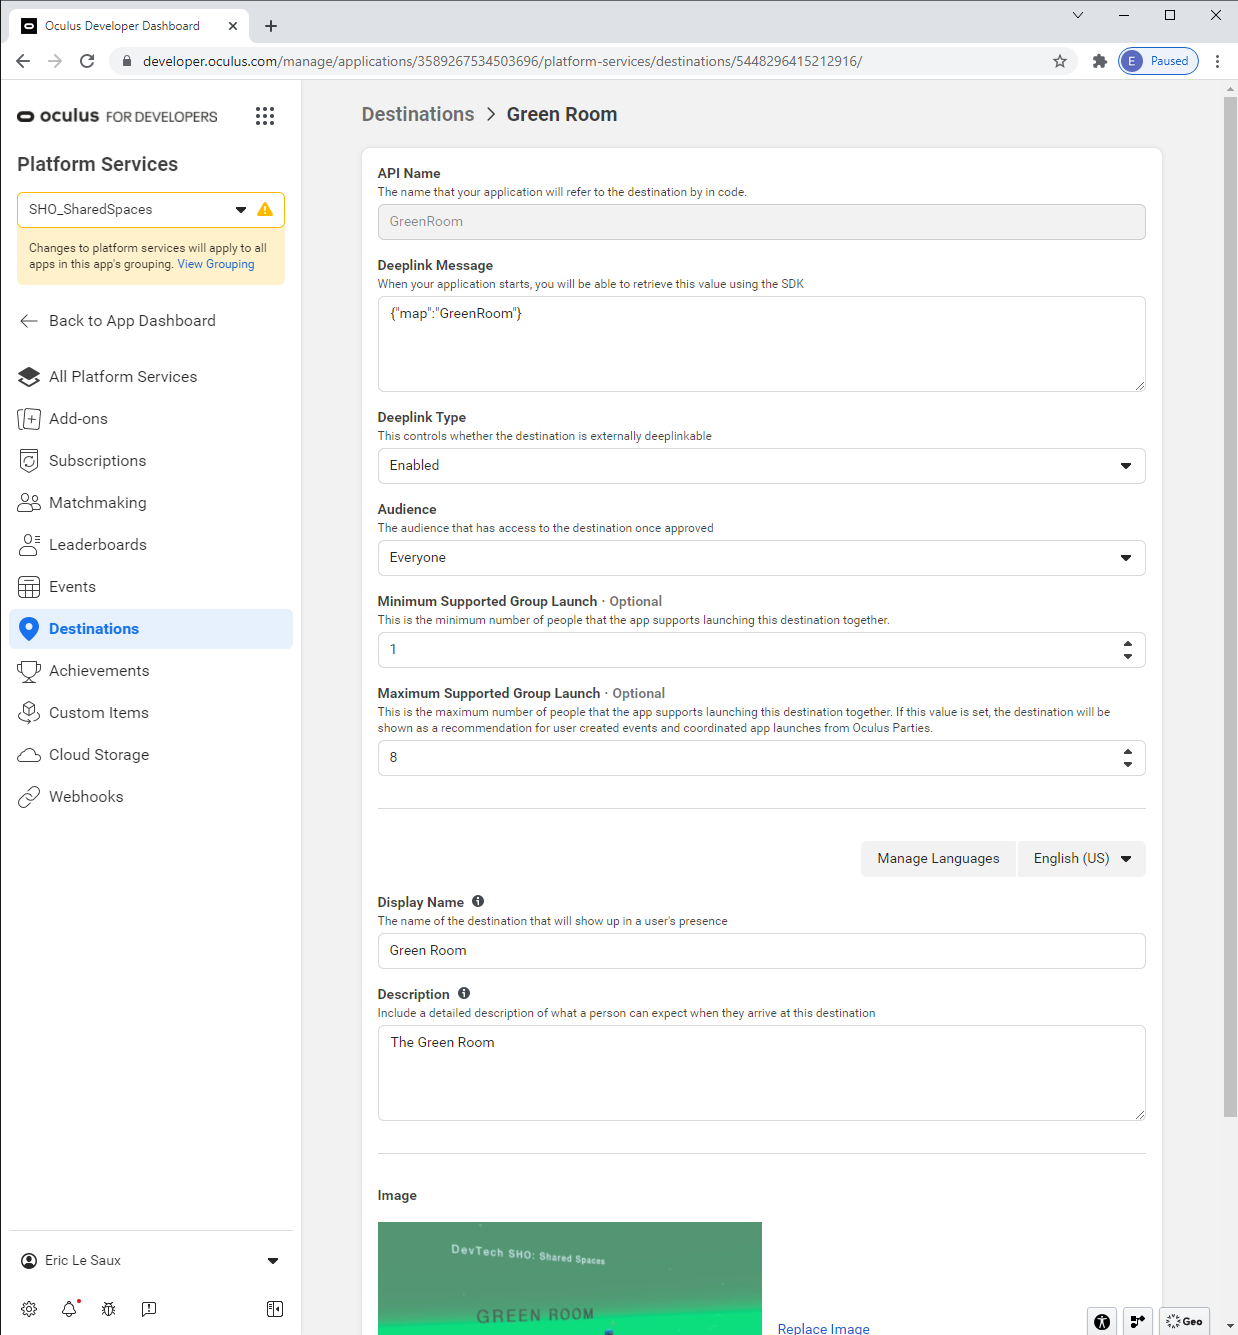 Oculus Developer Dashboard
developer.oculus.com/manage/applications/3589267534503696/platform-services/destinations/5448296415212916/
E Paused
oculus FOR DEVELOPERS
Platform Services
SHO_SharedSpaces
Changes to platform services will apply to all
apps in this app's grouping. View Grouping
Back to App Dashboard
All Platform Services
Add-ons
Subscriptions
Matchmaking
Leaderboards
Events
Destinations
Achievements
Custom Items
Cloud Storage
Webhooks
Eric Le Saux
Destinations > Green Room
API Name
The name that your application will refer to the destination by in code.
GreenRoom
Deeplink Message
When your application starts, you will be able to retrieve this value using the SDK
{"map":"GreenRoom"}
Deeplink Type
This controls whether the destination is externally deeplinkable
Enabled
Audience
The audience that has access to the destination once approved
Everyone
Minimum Supported Group Launch · Optional
This is the minimum number of people that the app supports launching this destination together.
1
Maximum Supported Group Launch · Optional
This is the maximum number of people that the app supports launching this destination together. If this value is set, the destination will be
shown as a recommendation for user created events and coordinated app launches from Oculus Parties.
8
Manage Languages
English (US)
Display Name
The name of the destination that will show up in a user's presence
Green Room
Description
Include a detailed description of what a person can expect when they arrive at this destination
The Green Room
Image
DevTech SHO: Shared Spaces
GREEN ROOM
Replace Image
Geo